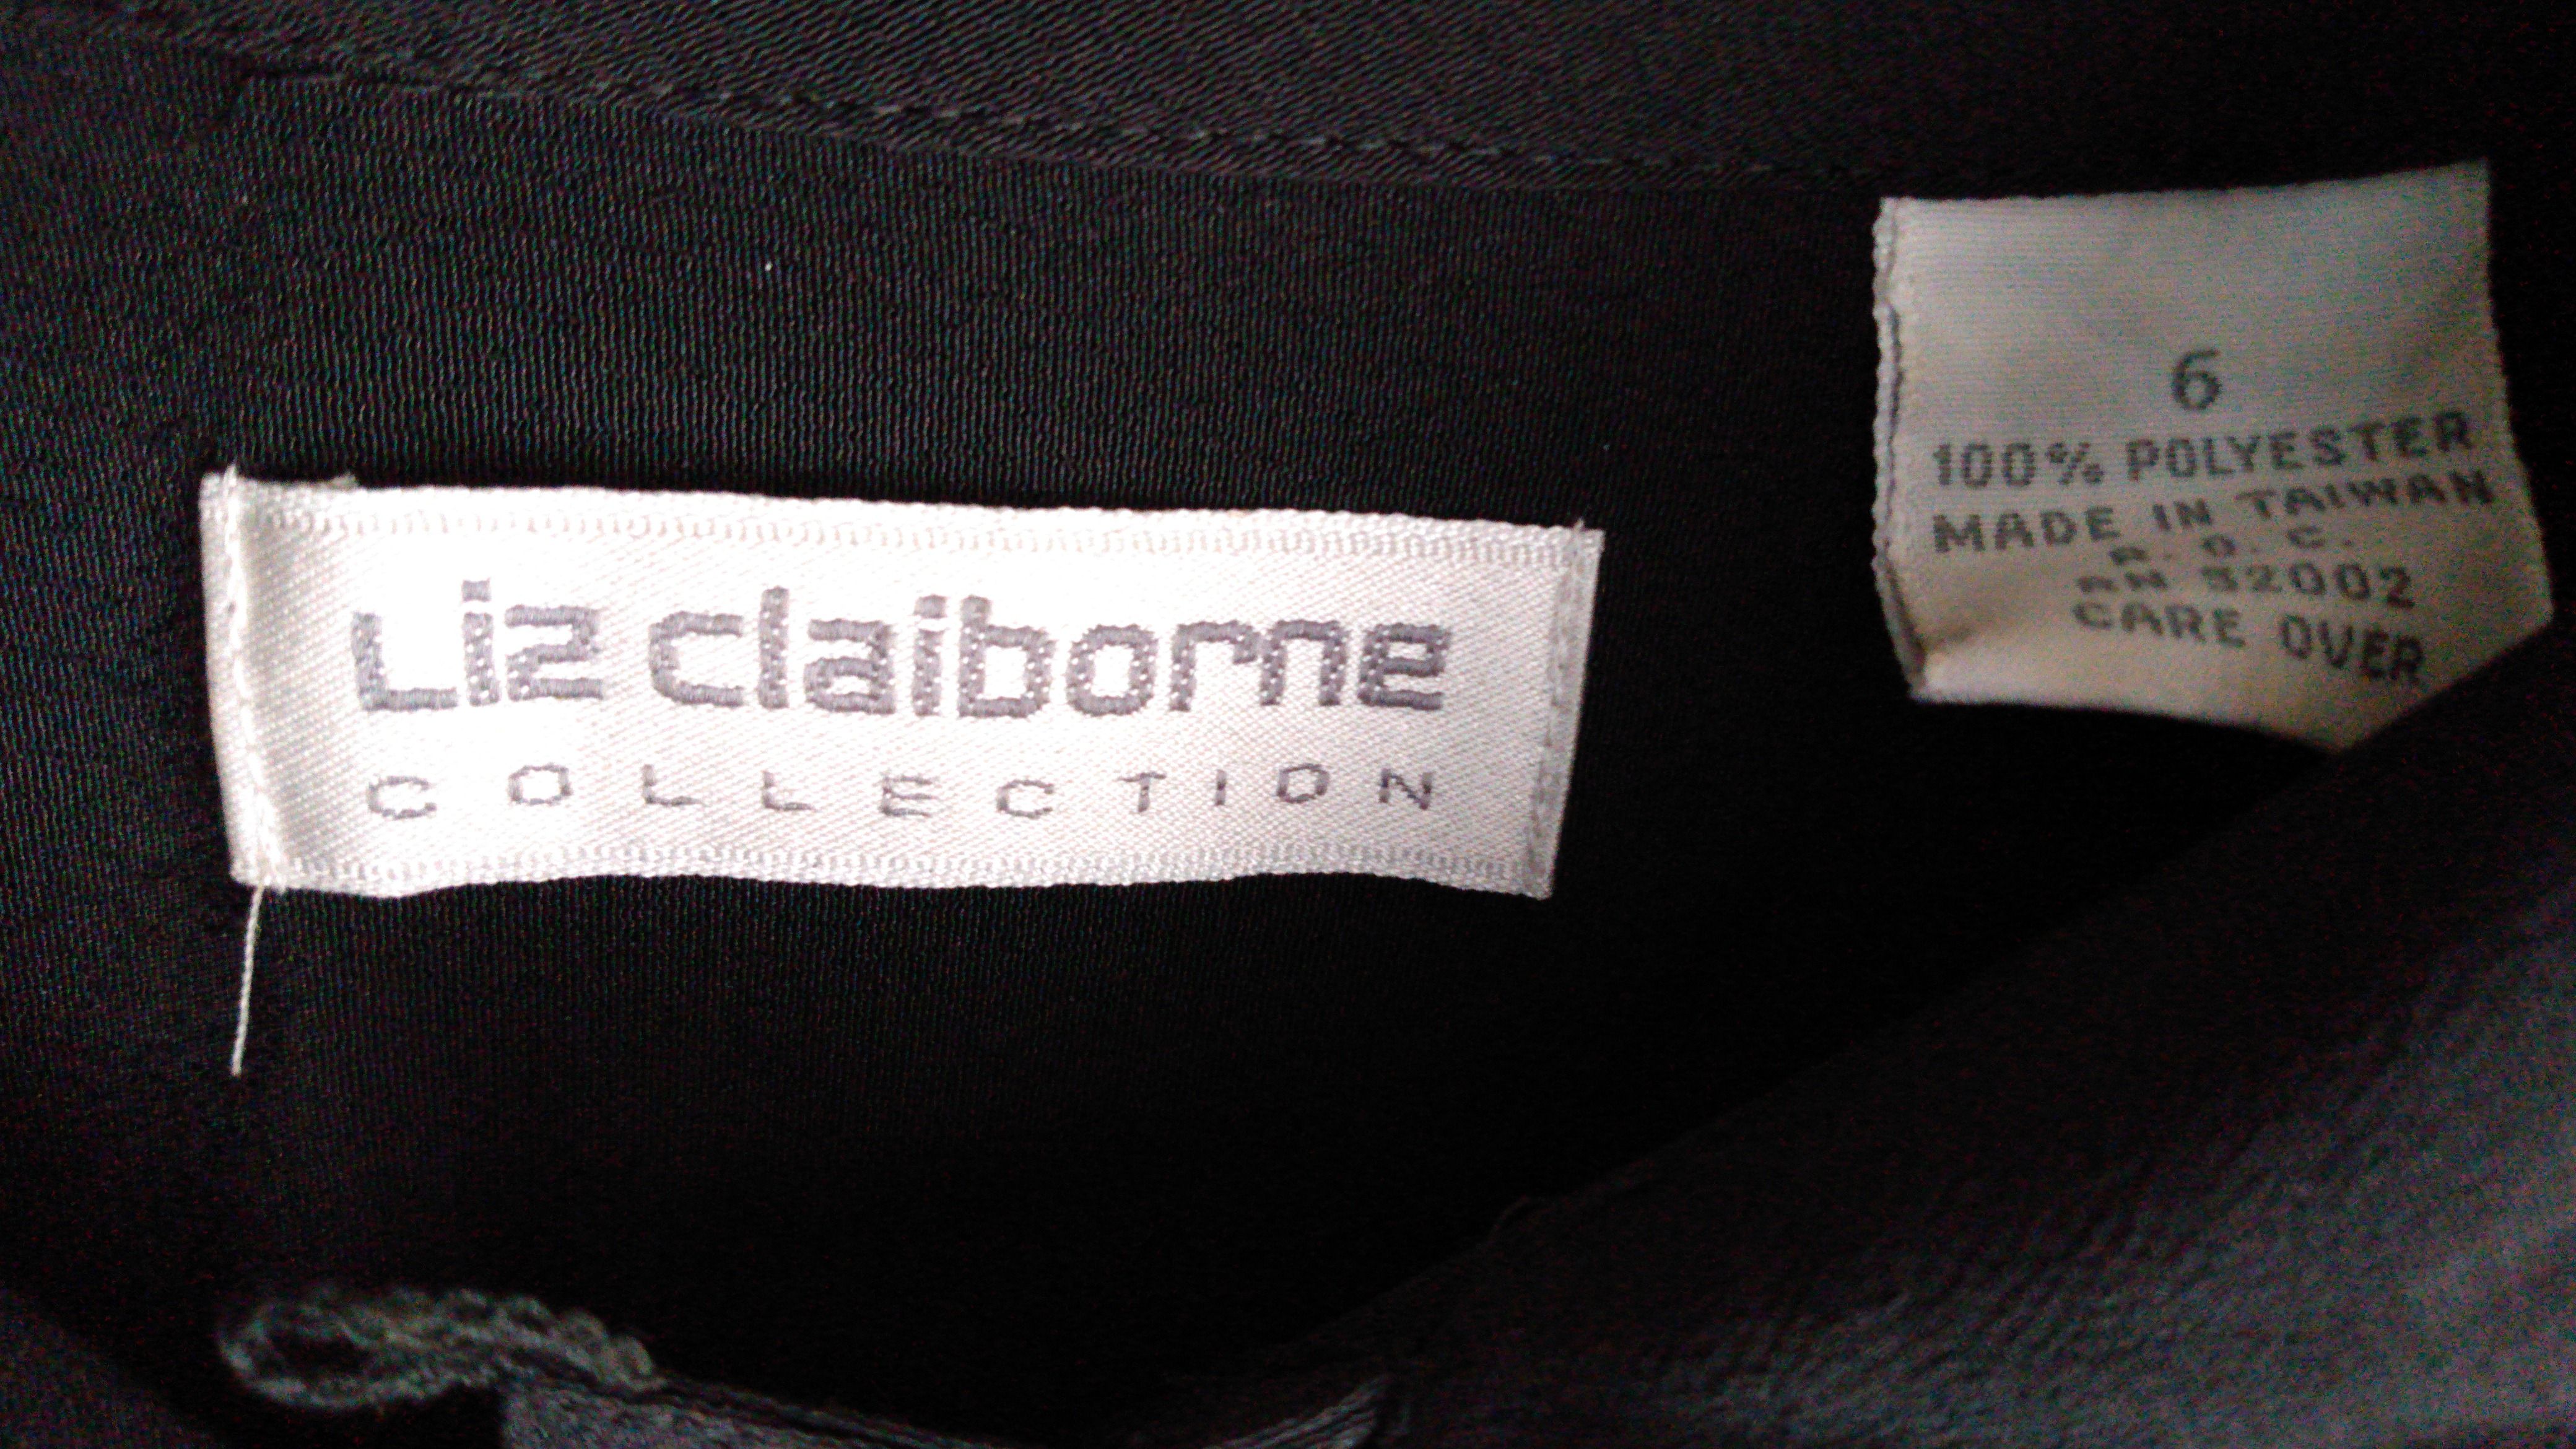 Liz claiborne
COLLECTION
6
100% POLYESTER
MADE IN TAIWAN
R. O. C.
RN 52002
CARE OVER